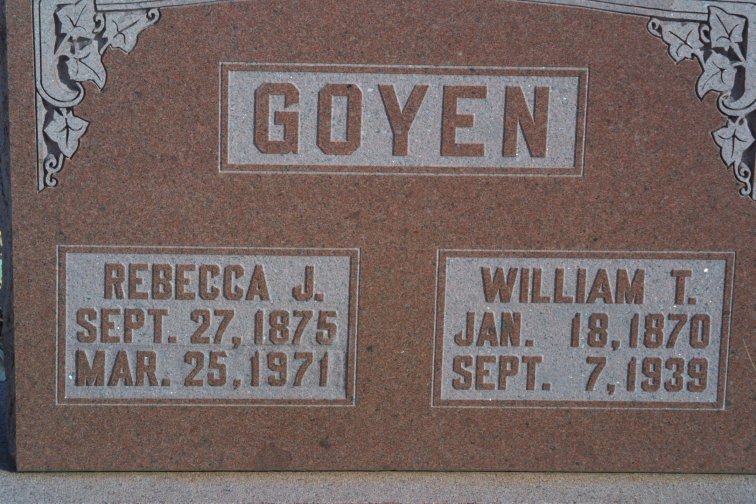 GOYEN
REBECCA J.
SEPT. 27, 1875
MAR. 25, 1971
WILLIAM T.
JAN. 18, 1870
SEPT. 7, 1939